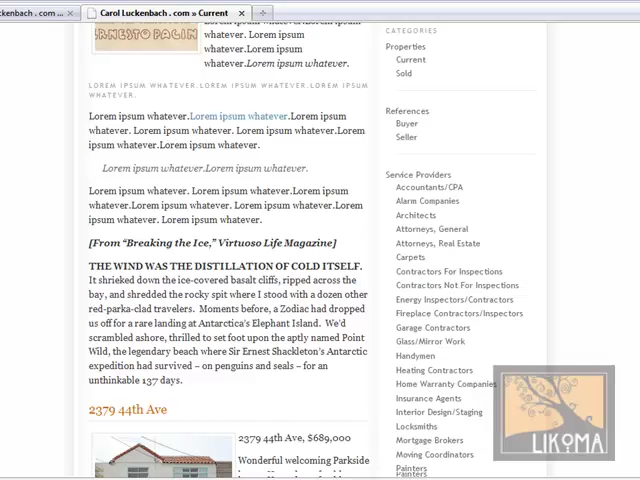 ckenbach .com ...
Carol Luckenbach . com » Current
ERNESTO
whatever. Lorem ipsum
whatever.Lorem ipsum
whatever.Lorem ipsum whatever.
LOREM IPSUM WHATEVER.LOREM IPSUM WHATEVER.LOREM IPSUM
WHATEVER.
Lorem ipsum whatever.Lorem ipsum whatever.Lorem ipsum
whatever. Lorem ipsum whatever. Lorem ipsum whatever.Lorem
ipsum whatever.Lorem ipsum whatever.
Lorem ipsum whatever.Lorem ipsum whatever.
Lorem ipsum whatever. Lorem ipsum whatever.Lorem ipsum
whatever. Lorem ipsum whatever. Lorem ipsum whatever.Lorem
ipsum whatever. Lorem ipsum whatever.
[From “Breaking the Ice,” Virtuoso Life Magazine]
THE WIND WAS THE DISTILLATION OF COLD ITSELF.
It shrieked down the ice-covered basalt cliffs, ripped across the
bay, and shredded the rocky spit where I stood with a dozen other
red-parka-clad travelers. Moments before, a Zodiac had dropped
us off for a rare landing at Antarctica’s Elephant Island. We’d
scrambled ashore, thrilled to set foot upon the aptly named Point
Wild, the legendary beach where Sir Ernest Shackleton’s Antarctic
expedition had survived – on penguins and seals – for an
unthinkable 137 days.
2379 44th Ave
2379 44th Ave, $689,000
Wonderful welcoming Parkside
CATEGORIES
Properties
Current
Sold
References
Buyer
Seller
Service Providers
Accountants/CPA
Alarm Companies
Architects
Attorneys, General
Attorneys, Real Estate
Carpets
Contractors For Inspections
Contractors Not For Inspections
Energy Inspectors/Contractors
Fireplace Contractors/Inspectors
Garage Contractors
Glass/Mirror Work
Handymen
Heating Contractors
Home Warranty Companies
Insurance Agents
Interior Design/Staging
Locksmiths
Mortgage Brokers
Moving Coordinators
Painters
Painters
LIKOMA